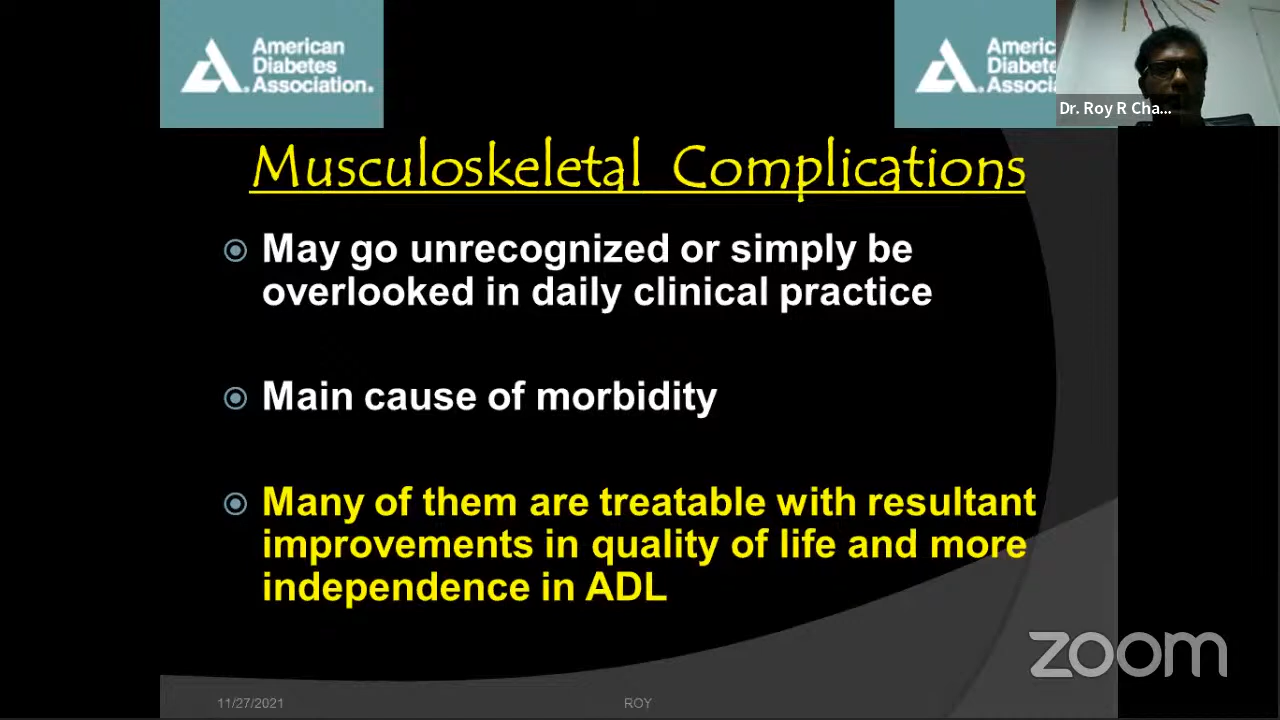 American
Diabetes
Association.
Americ
Diabete
Associ
Dr. Roy R Cha...
Musculoskeletal Complications
May go unrecognized or simply be
overlooked in daily clinical practice
Main cause of morbidity
Many of them are treatable with resultant
improvements in quality of life and more
independence in ADL
zoom
11/27/2021
ROY